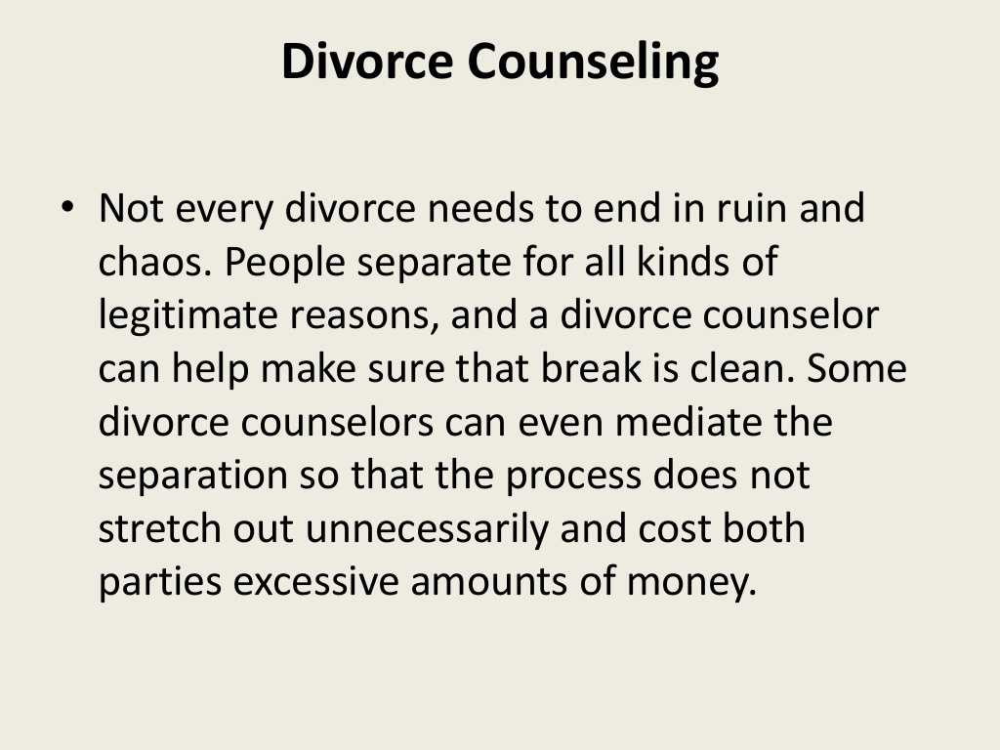 Divorce Counseling
• Not every divorce needs to end in ruin and
chaos. People separate for all kinds of
legitimate reasons, and a divorce counselor
can help make sure that break is clean. Some
divorce counselors can even mediate the
separation so that the process does not
stretch out unnecessarily and cost both
parties excessive amounts of money.